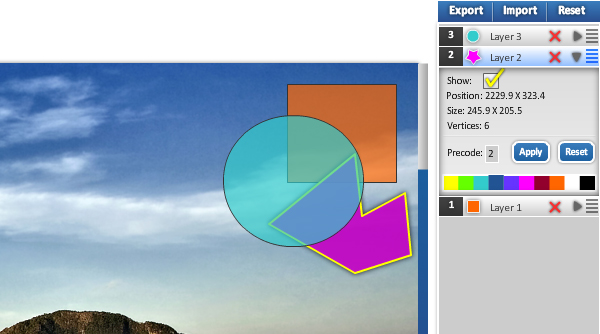 Export Import Reset
3 Layer 3
2 Layer 2
Show:
Position: 2229.9 X 323.4
Size: 245.9 X 205.5
Vertices: 6
Precode: 2 Apply Reset
1 Layer 1